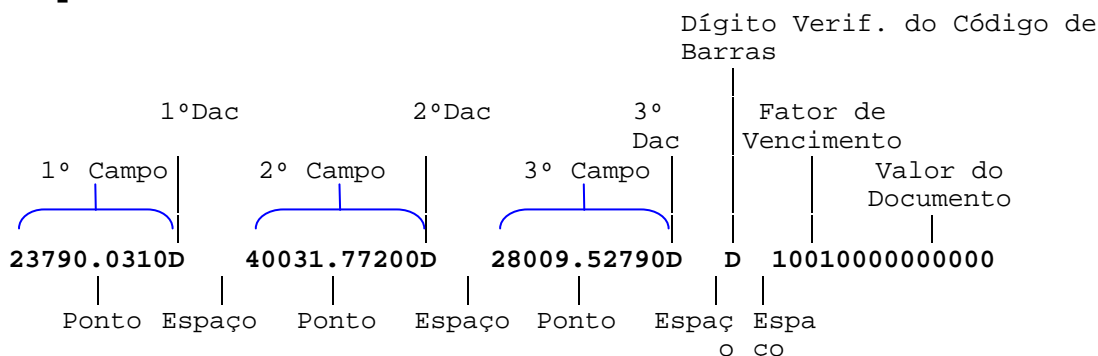 Dígito Verif. do Código de
Barras
1ºDac 2ºDac 3º Fator de
Dac Vencimento
1º Campo 2º Campo 3º Campo Valor do
Documento
23790.0310D 40031.77200D 28009.52790D D 10010000000000
Ponto Espaço Ponto Espaço Ponto Espaç Espa
o ço